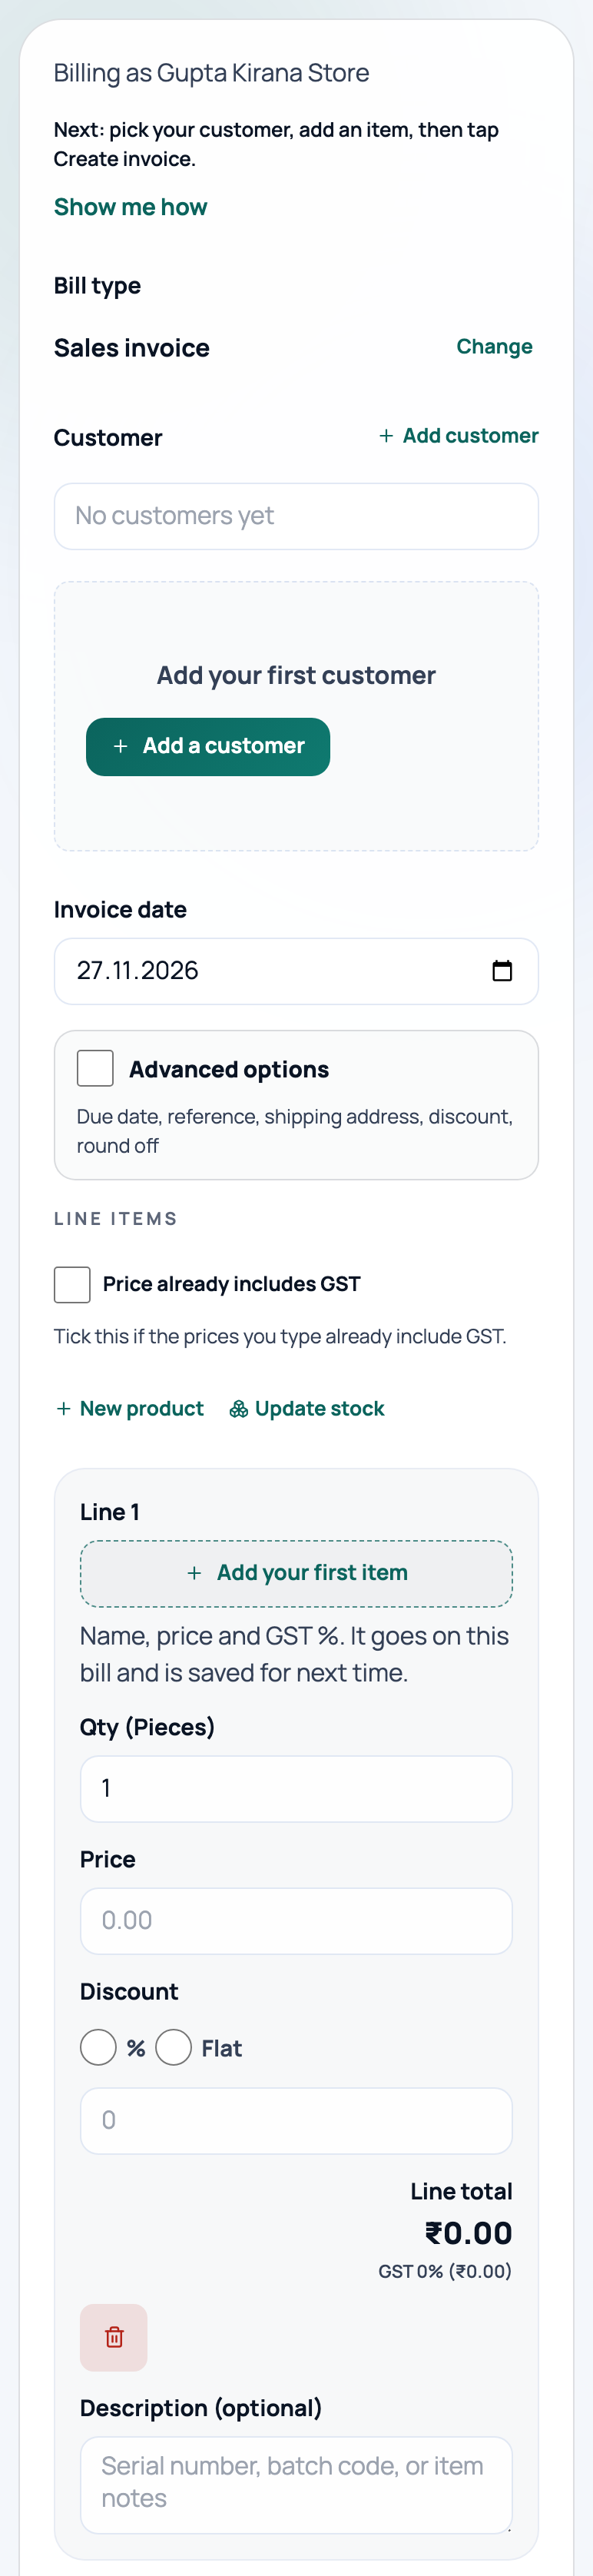 Billing as Gupta Kirana Store
Next: pick your customer, add an item, then tap
Create invoice.
Show me how
Bill type
Sales invoice
Change
Customer
+ Add customer
No customers yet
Add your first customer
+ Add a customer
Invoice date
27.11.2026
Advanced options
Due date, reference, shipping address, discount,
round off
LINE ITEMS
Price already includes GST
Tick this if the prices you type already include GST.
+ New product
Update stock
Line 1
+ Add your first item
Name, price and GST %. It goes on this
bill and is saved for next time.
Qty (Pieces)
1
Price
0.00
Discount
% Flat
0
Line total
₹0.00
GST 0% (₹0.00)
Description (optional)
Serial number, batch code, or item
notes